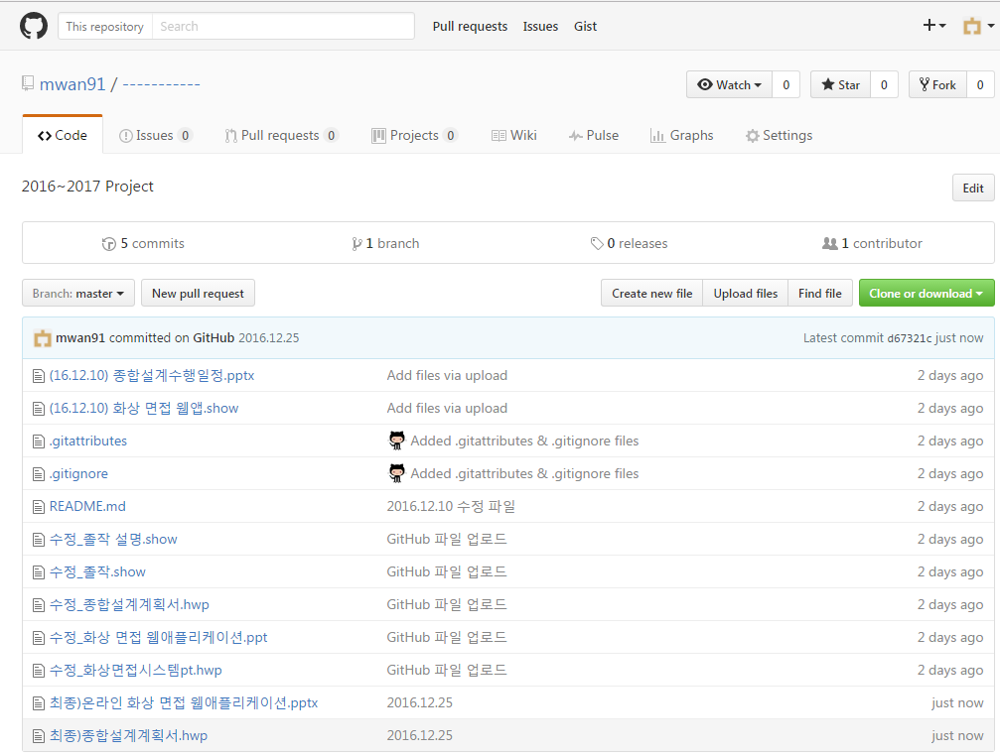 This repository Search Pull requests Issues Gist
mwan91 / -----------
Watch 0 Star 0 Fork 0
Code Issues 0 Pull requests 0 Projects 0 Wiki Pulse Graphs Settings
2016~2017 Project Edit
5 commits 1 branch 0 releases 1 contributor
Branch: master New pull request Create new file Upload files Find file Clone or download
mwan91 committed on GitHub 2016.12.25 Latest commit d67321c just now
(16.12.10) 종합설계수행일정.pptx Add files via upload 2 days ago
(16.12.10) 화상 면접 웹앱.show Add files via upload 2 days ago
.gitattributes Added .gitattributes & .gitignore files 2 days ago
.gitignore Added .gitattributes & .gitignore files 2 days ago
README.md 2016.12.10 수정 파일 2 days ago
수정_졸작 설명.show GitHub 파일 업로드 2 days ago
수정_졸작.show GitHub 파일 업로드 2 days ago
수정_종합설계계획서.hwp GitHub 파일 업로드 2 days ago
수정_화상 면접 웹애플리케이션.ppt GitHub 파일 업로드 2 days ago
수정_화상면접시스템pt.hwp GitHub 파일 업로드 2 days ago
최종)온라인 화상 면접 웹애플리케이션.pptx 2016.12.25 just now
최종)종합설계계획서.hwp 2016.12.25 just now